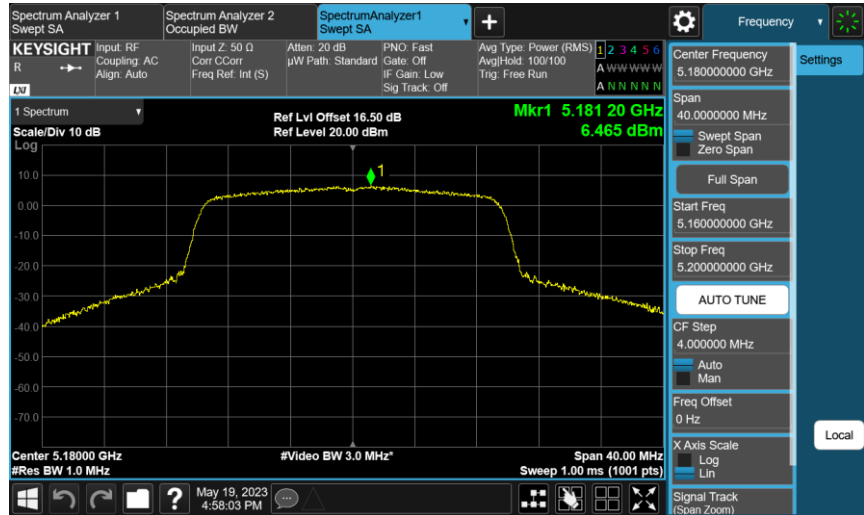 Spectrum Analyzer 1
Swept SA
Spectrum Analyzer 2
Occupied BW
SpectrumAnalyzer1
Swept SA
Frequency
KEYSIGHT
R
LXI
Input: RF
Coupling: AC
Align: Auto
Input Z: 50 Ω
Corr CCorr
Freq Ref: Int (S)
Atten: 20 dB
µW Path: Standard
PNO: Fast
Gate: Off
IF Gain: Low
Sig Track: Off
Avg Type: Power (RMS)
Avg|Hold: 100/100
Trig: Free Run
1 2 3 4 5 6
A W W W W W
A N N N N N
1 Spectrum
Scale/Div 10 dB
Log
Ref Lvl Offset 16.50 dB
Ref Level 20.00 dBm
Mkr1 5.181 20 GHz
6.465 dBm
1
10.0
0.00
-10.0
-20.0
-30.0
-40.0
-50.0
-60.0
-70.0
Center 5.18000 GHz
#Res BW 1.0 MHz
#Video BW 3.0 MHz*
Span 40.00 MHz
Sweep 1.00 ms (1001 pts)
May 19, 2023
4:58:03 PM
Center Frequency
5.180000000 GHz
Span
40.0000000 MHz
Swept Span
Zero Span
Full Span
Start Freq
5.160000000 GHz
Stop Freq
5.200000000 GHz
AUTO TUNE
CF Step
4.000000 MHz
Auto
Man
Freq Offset
0 Hz
X Axis Scale
Log
Lin
Signal Track
(Span Zoom)
Settings
Local